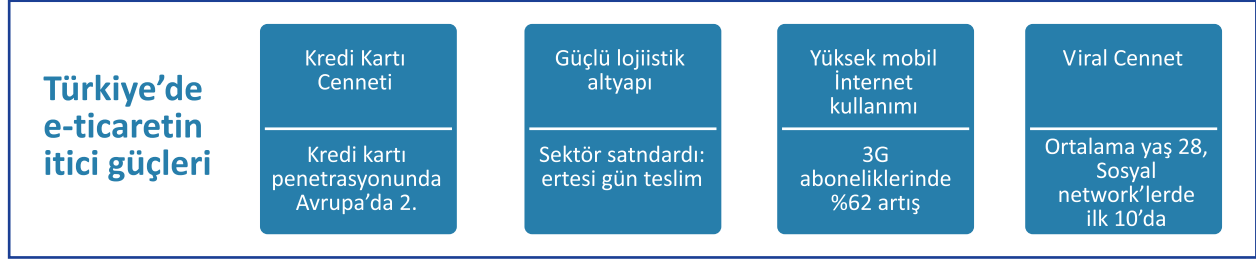 Türkiye’de
e-ticaretin
itici güçleri
Kredi Kartı
Cenneti
Kredi kartı
penetrasyonunda
Avrupa’da 2.
Güçlü lojiistik
altyapı
Sektör satndardı:
ertesi gün teslim
Yüksek mobil
İnternet
kullanımı
3G
aboneliklerinde
%62 artış
Viral Cennet
Ortalama yaş 28,
Sosyal
network’lerde
ilk 10’da